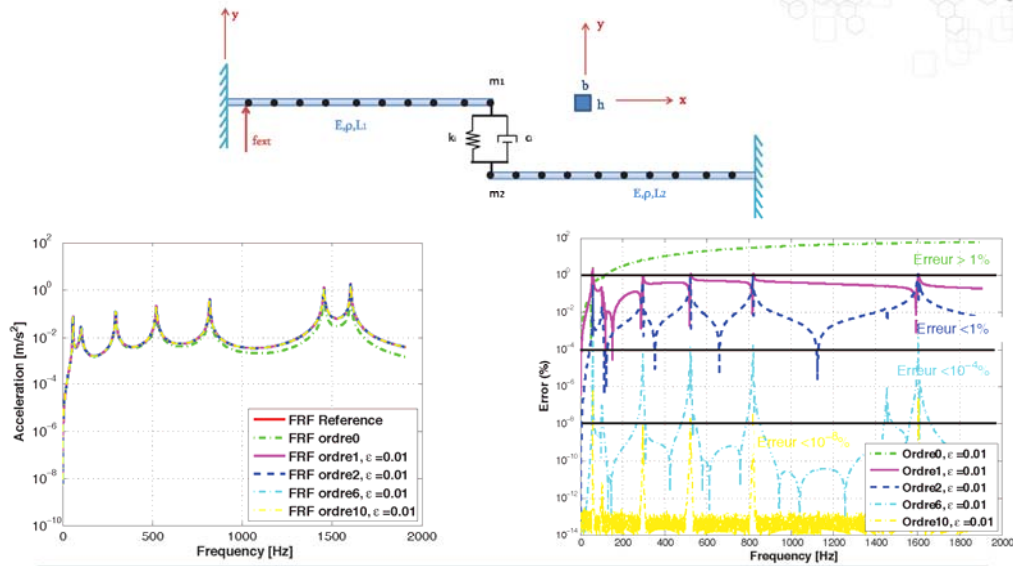 y
m1
y
b
h
x
E,ρ,L1
fext
k
c
m2
E,ρ,L2
10^2
10^0
10^-2
10^-4
10^-6
10^-8
10^-10
Acceleration [m/s^2]
FRF Reference
FRF ordre0
FRF ordre1, ε =0.01
FRF ordre2, ε =0.01
FRF ordre6, ε =0.01
FRF ordre10, ε =0.01
0 500 1000 1500 2000
Frequency [Hz]
10^2
10^0
10^-2
10^-4
10^-6
10^-8
10^-10
10^-12
10^-14
Error (%)
Erreur > 1%
Erreur <1%
Erreur <10^-4%
Erreur <10^-8%
Ordre0, ε =0.01
Ordre1, ε =0.01
Ordre2, ε =0.01
Ordre6, ε =0.01
Ordre10, ε =0.01
0 200 400 600 800 1000 1200 1400 1600 1800 2000
Frequency [Hz]